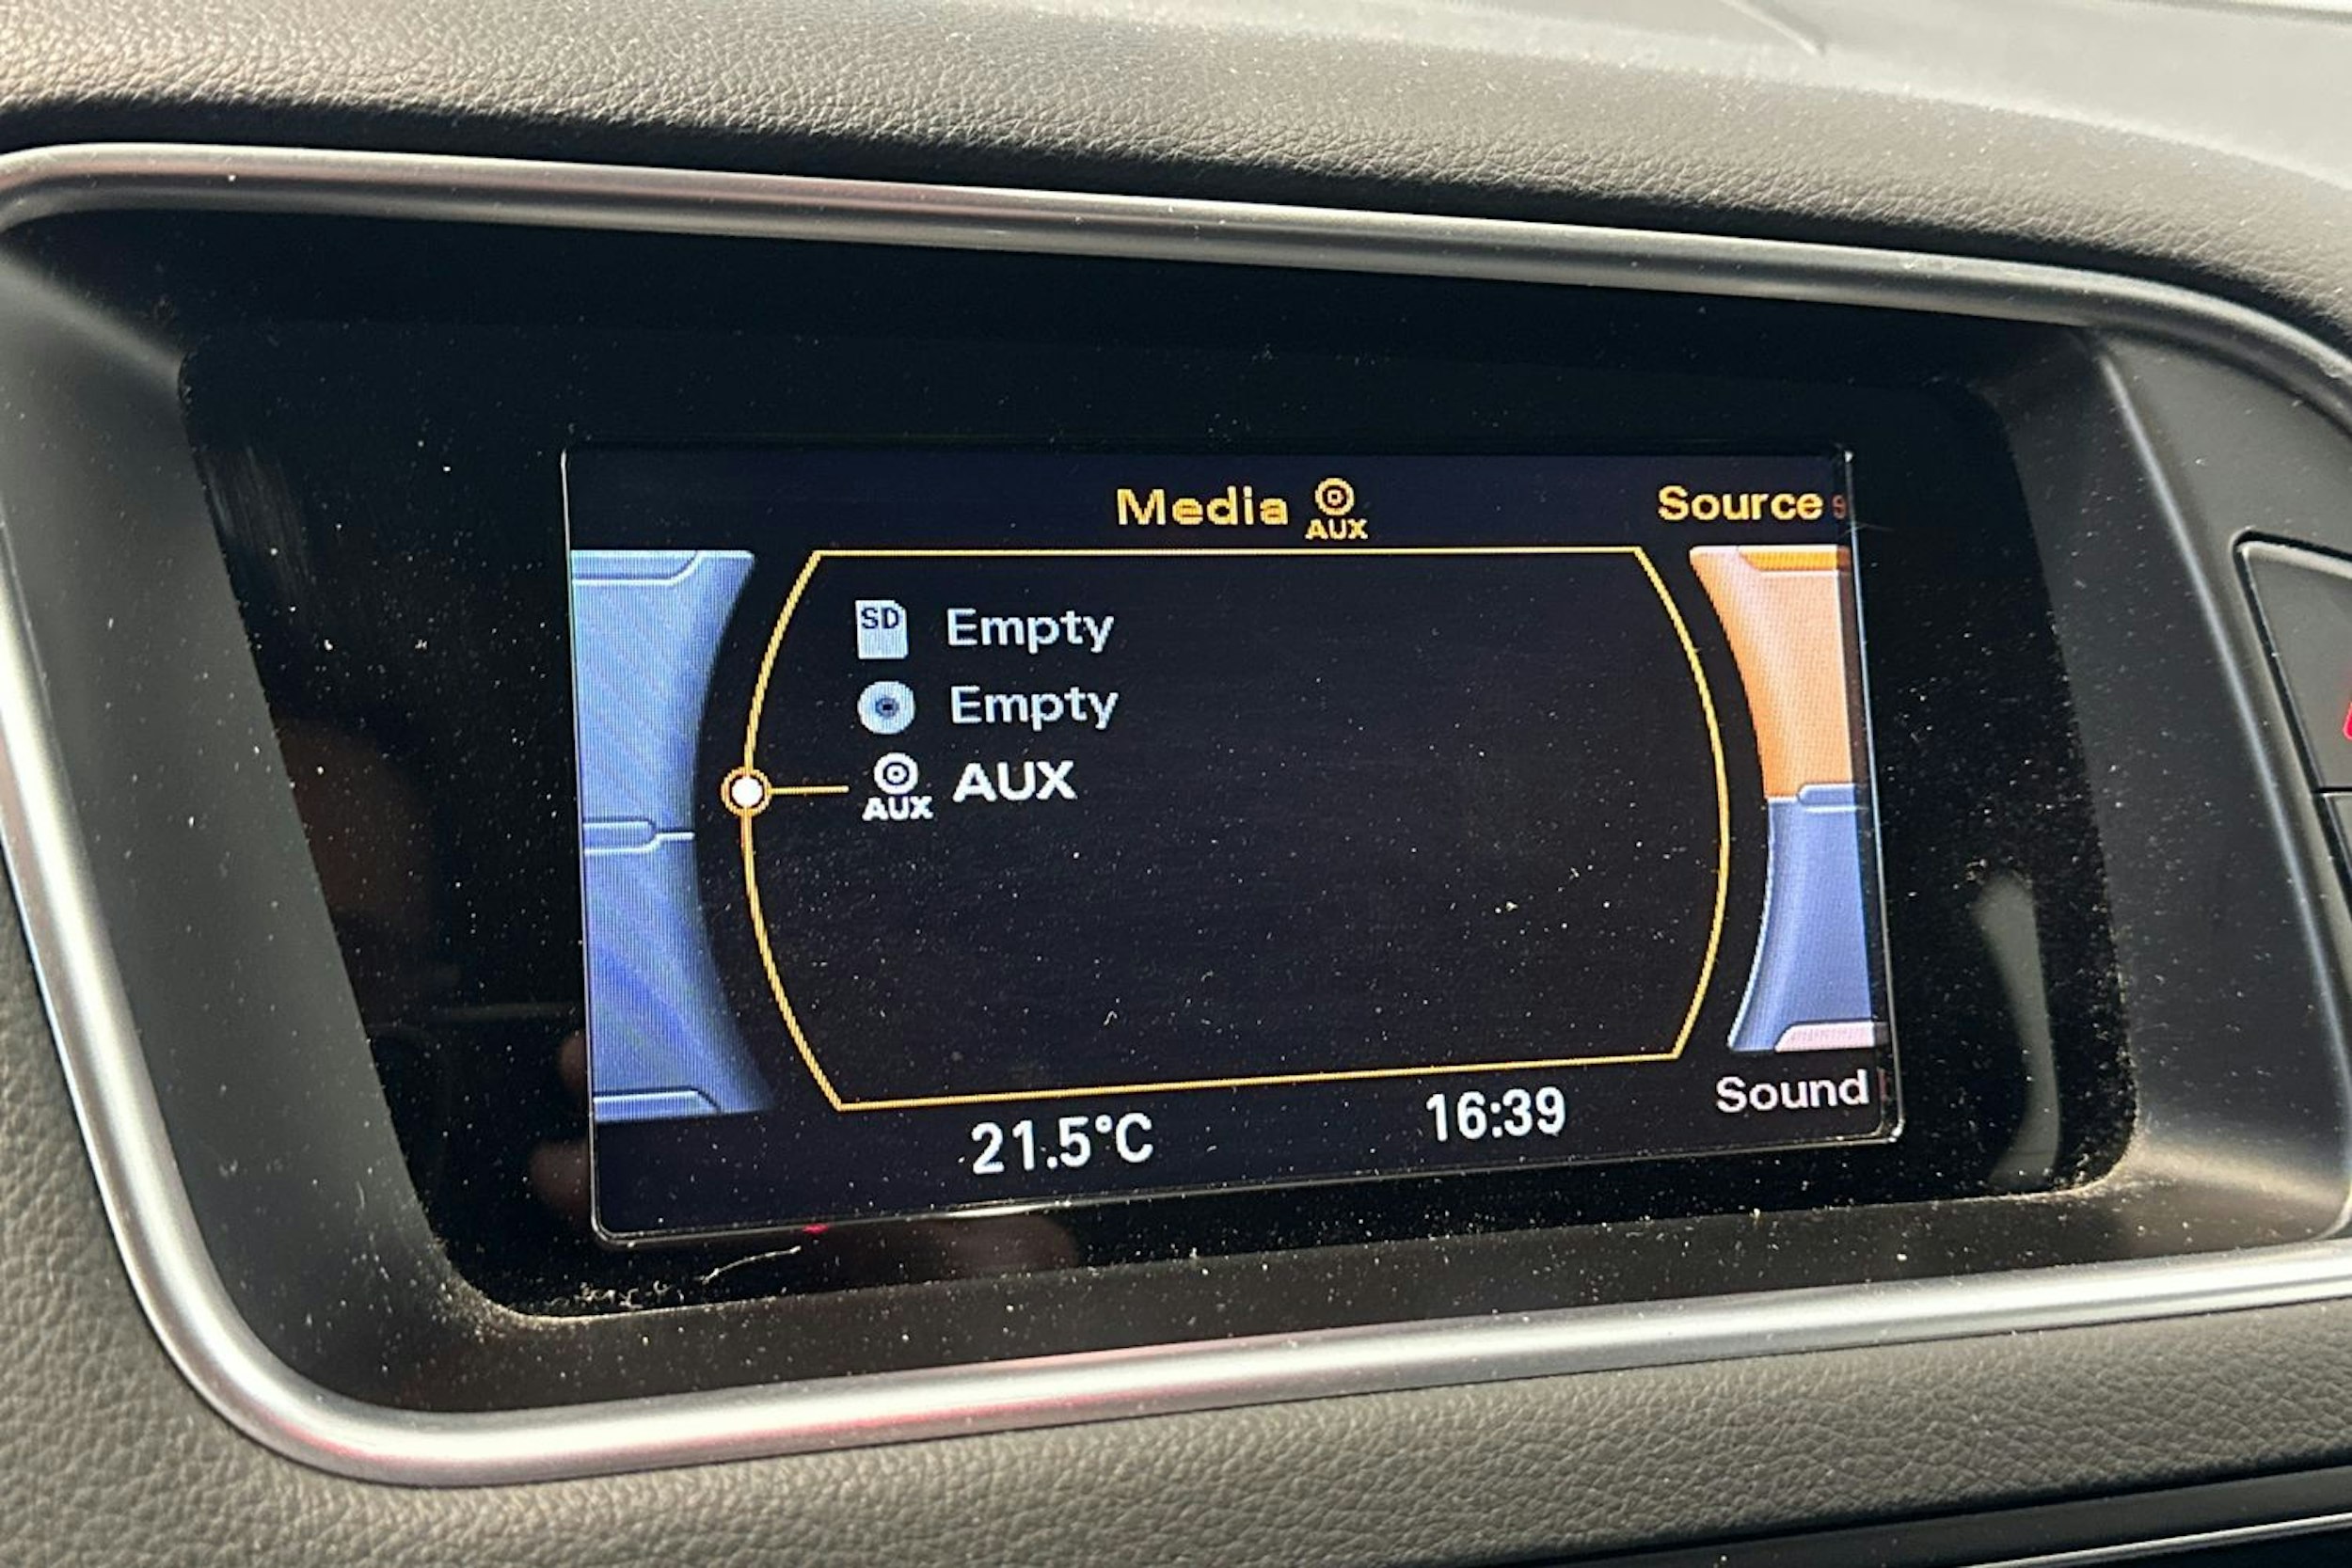 Media AUX Source
SD Empty
Empty
AUX AUX
21.5°C 16:39 Sound